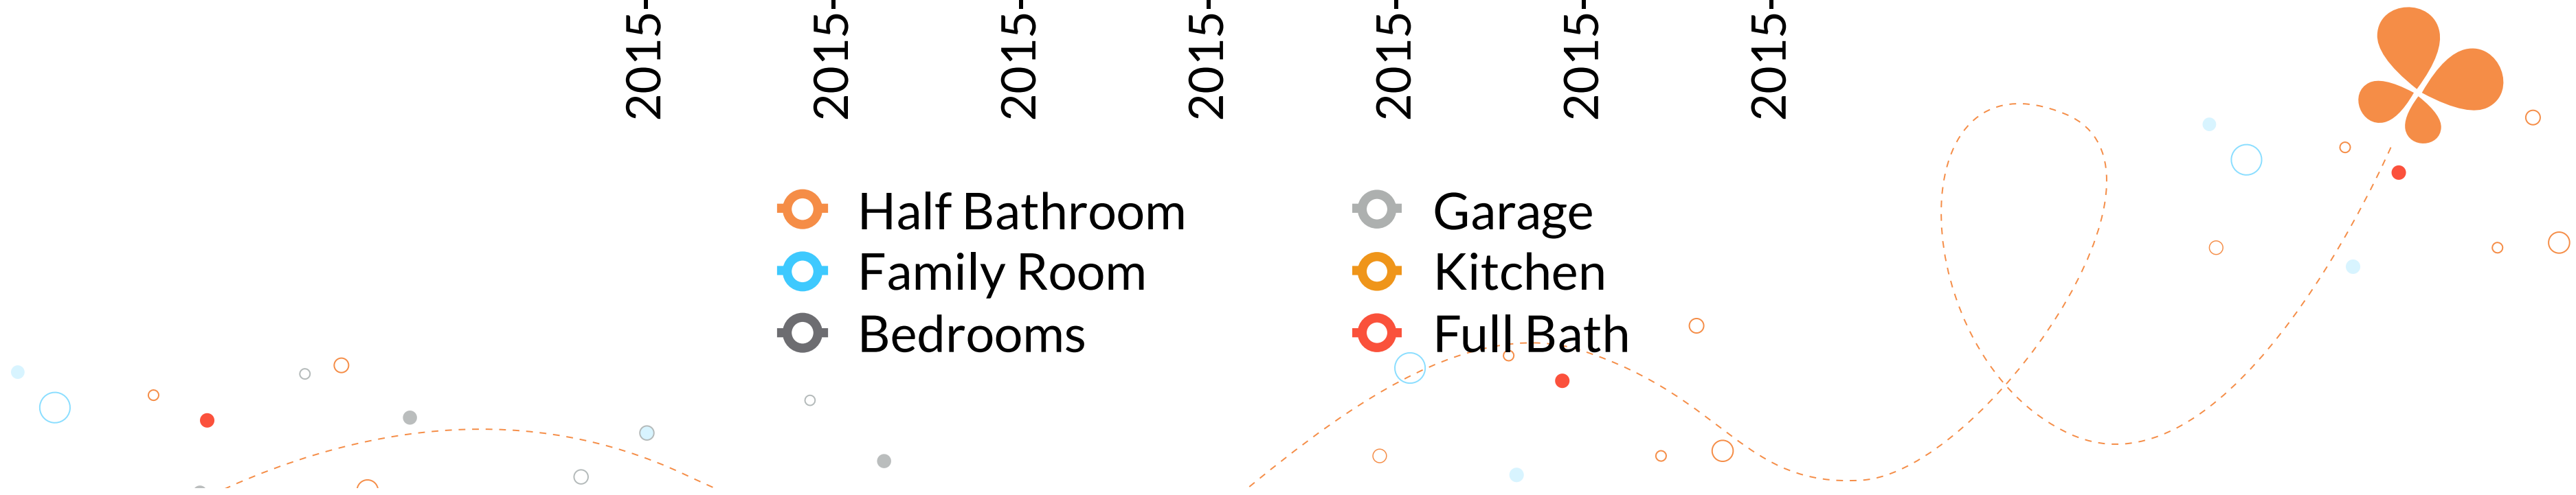 2015-
2015-
2015-
2015-
2015-
2015-
2015-
Half Bathroom
Family Room
Bedrooms
Garage
Kitchen
Full Bath